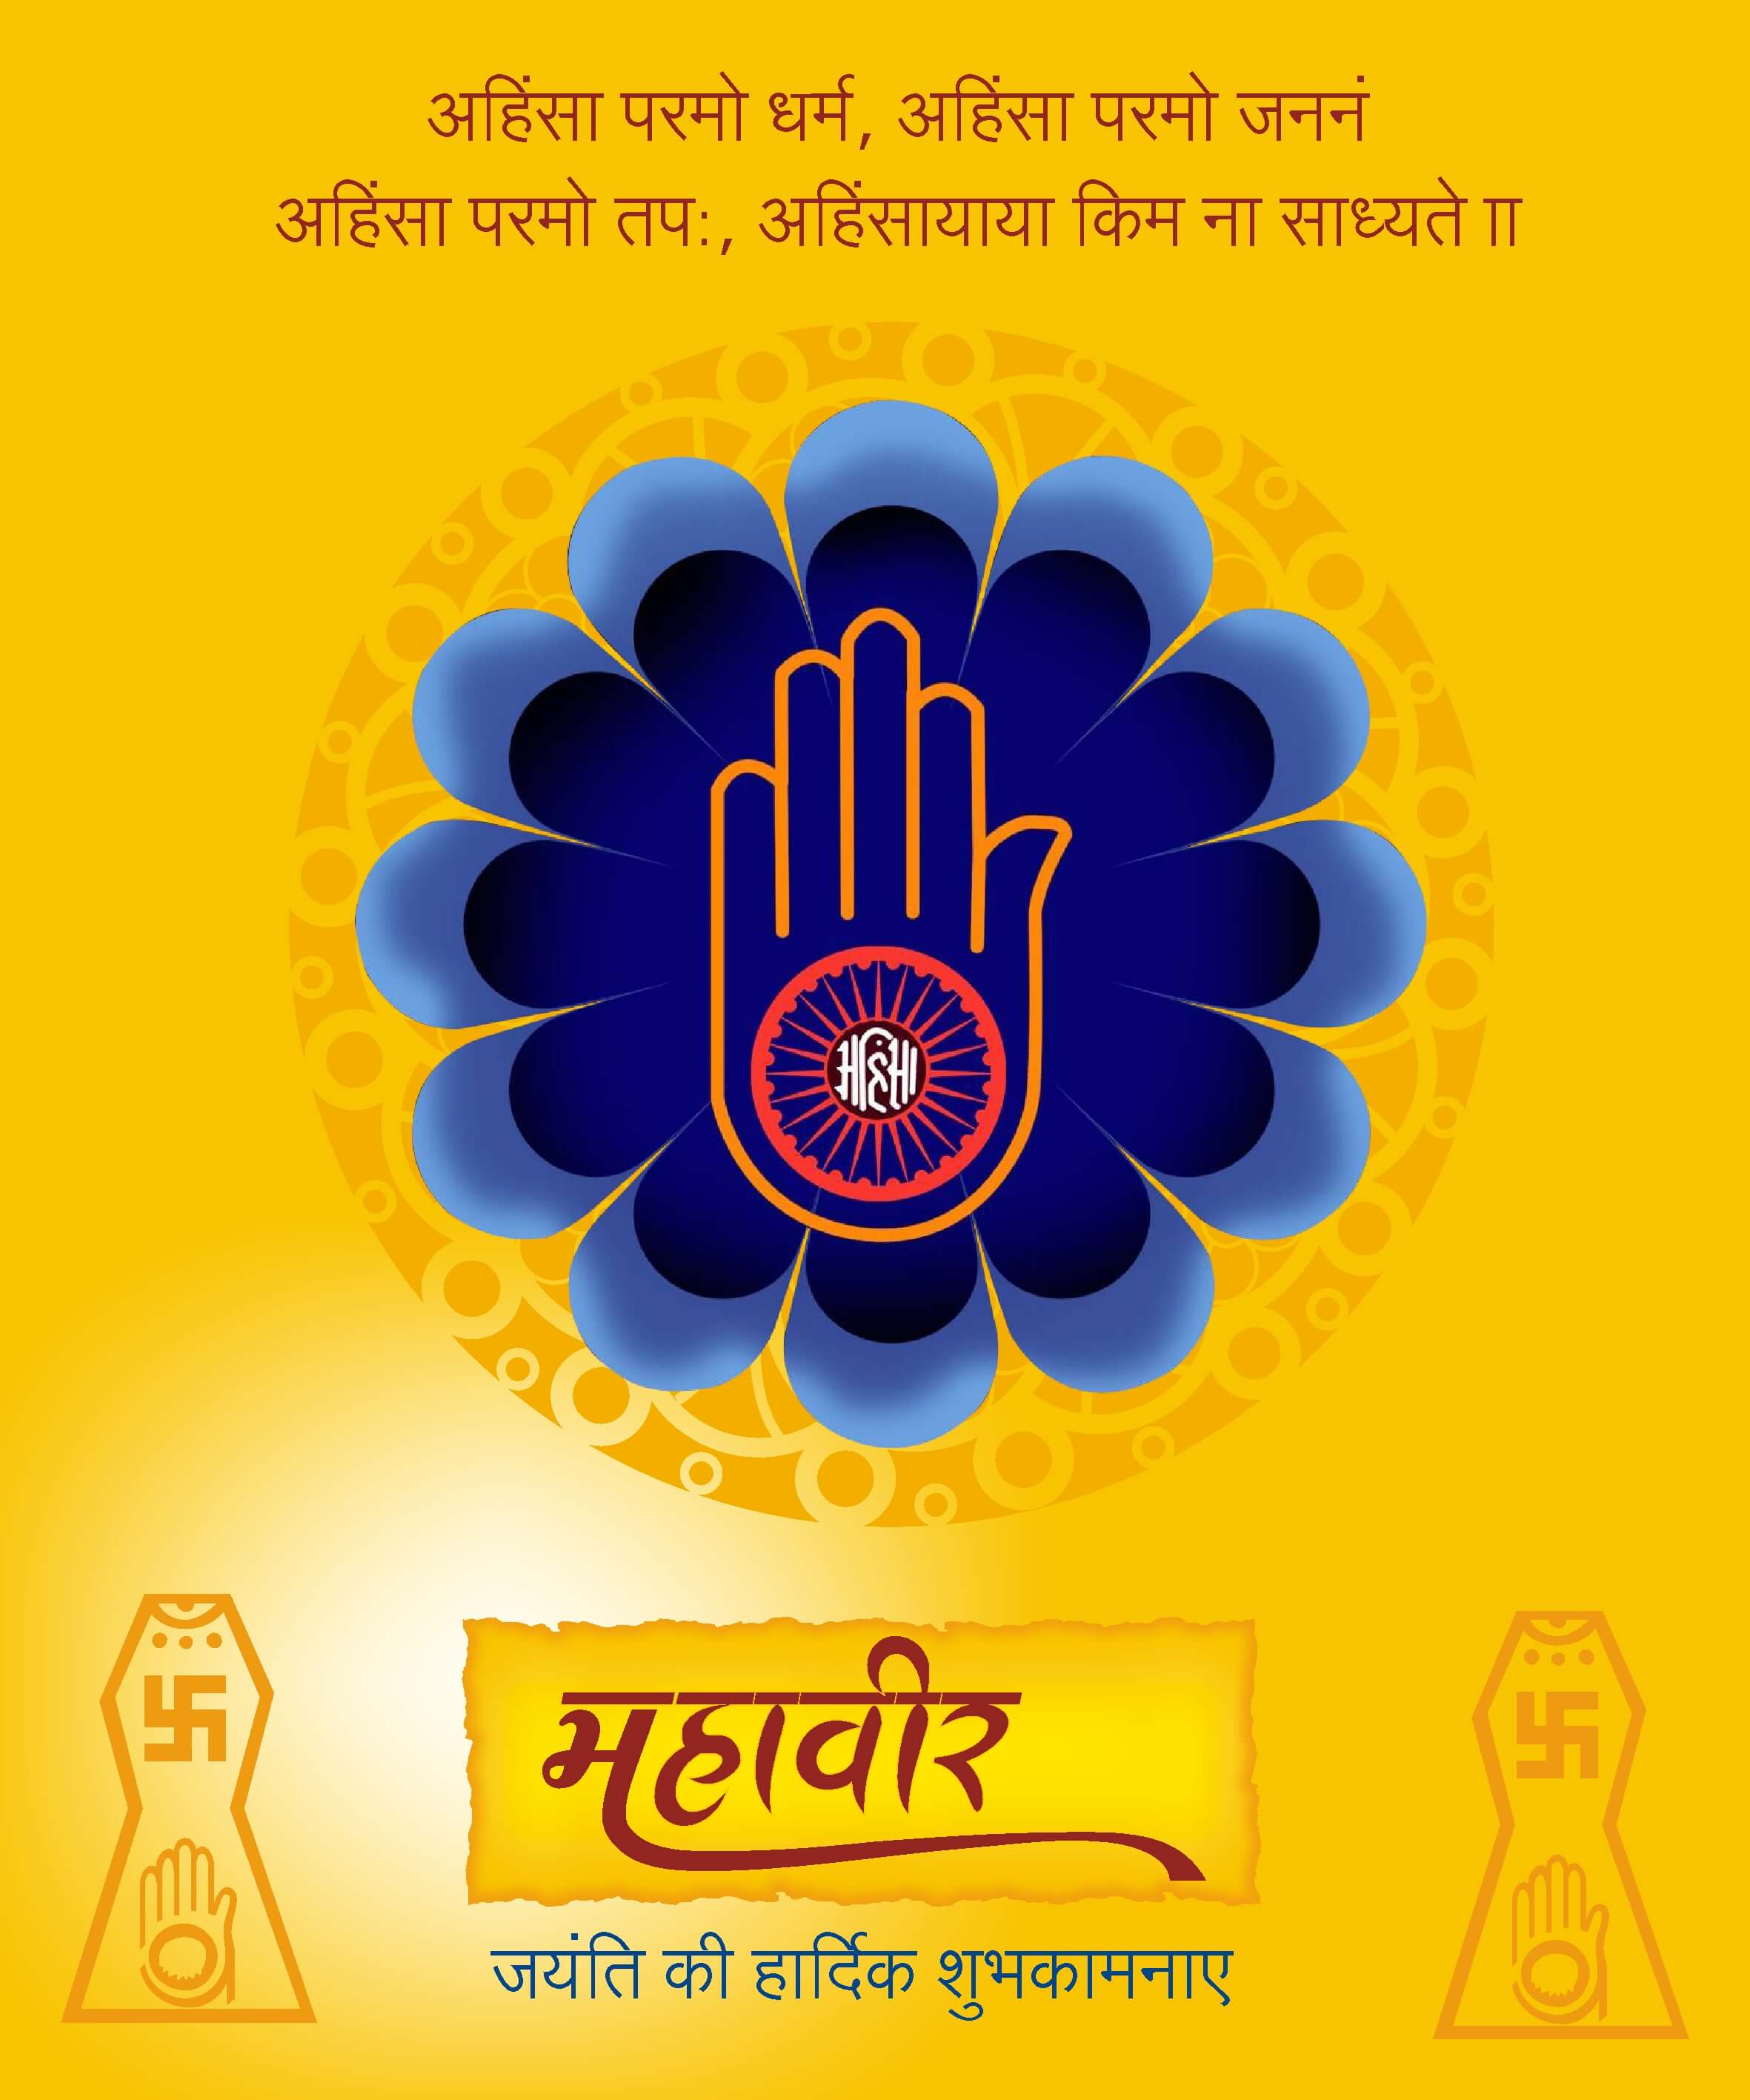 अहिंसा परमो धर्म, अहिंसा परमो जननं
अहिंसा परमो तपः, अहिंसायाया किम ना साध्यते ॥
अहिंसा
महावीर
जयंति की हार्दिक शुभकामनाए